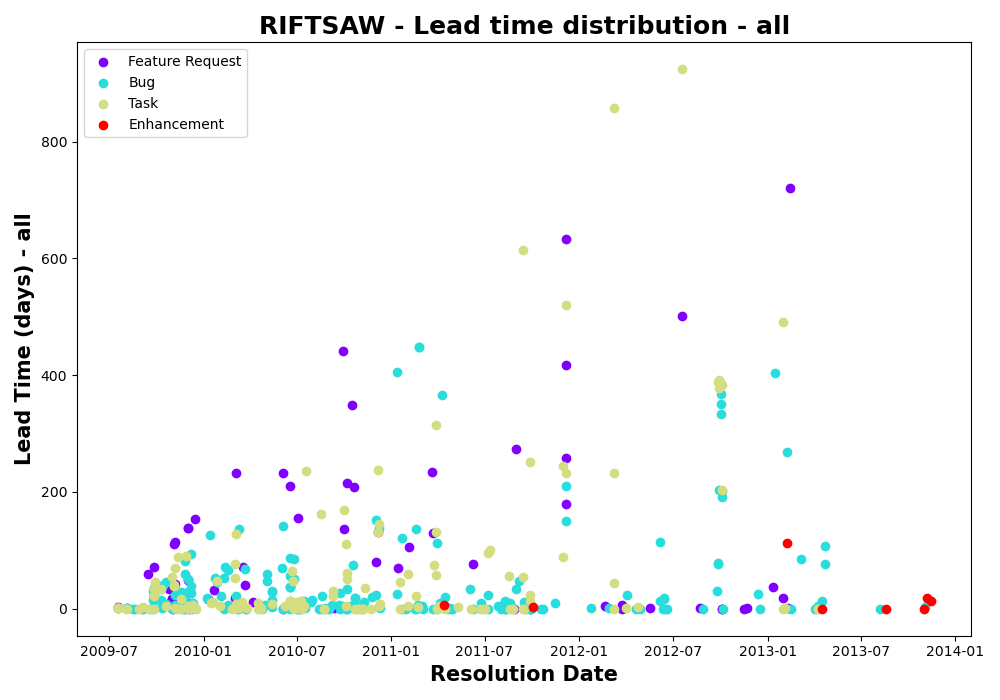 RIFTSAW - Lead time distribution - all
Feature Request
Bug
Task
Enhancement
Lead Time (days) - all
800
600
400
200
0
2009-07 2010-01 2010-07 2011-01 2011-07 2012-01 2012-07 2013-01 2013-07 2014-01
Resolution Date